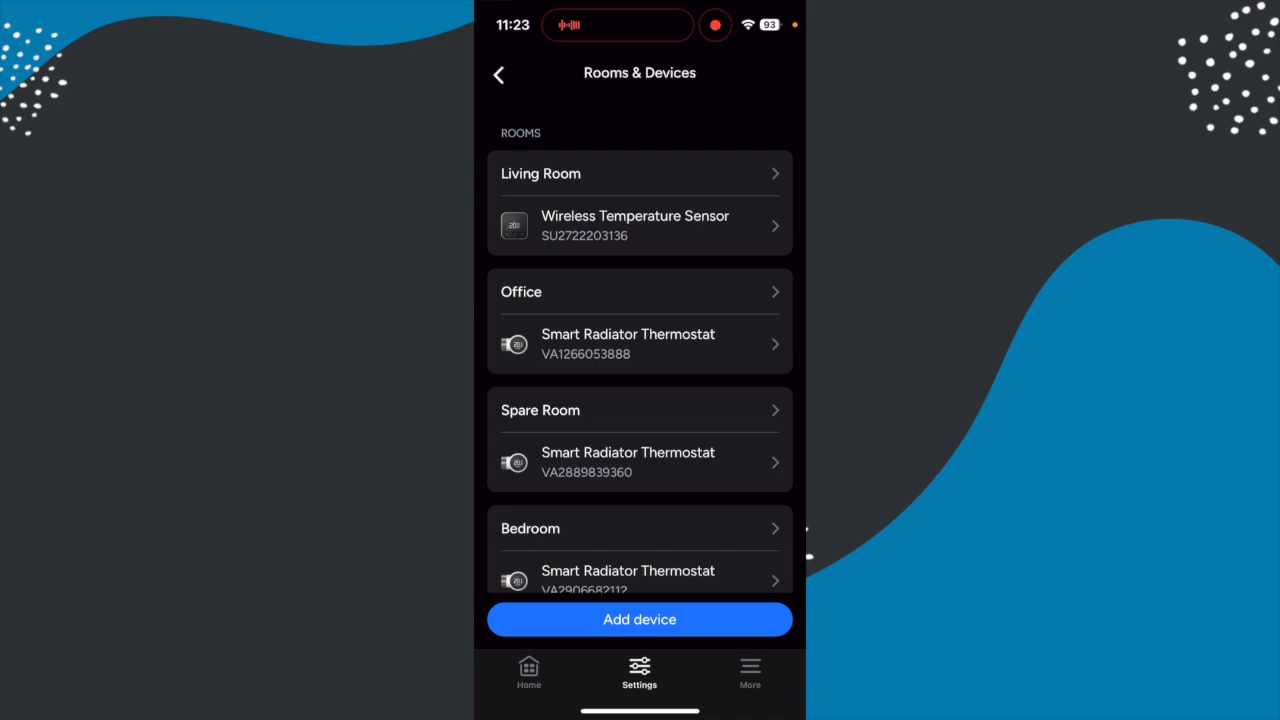 11:23
93
Rooms & Devices
ROOMS
Living Room
Wireless Temperature Sensor
SU2722203136
Office
Smart Radiator Thermostat
VA1266053888
Spare Room
Smart Radiator Thermostat
VA2889839360
Bedroom
Smart Radiator Thermostat
VA2906682112
Add device
Home
Settings
More